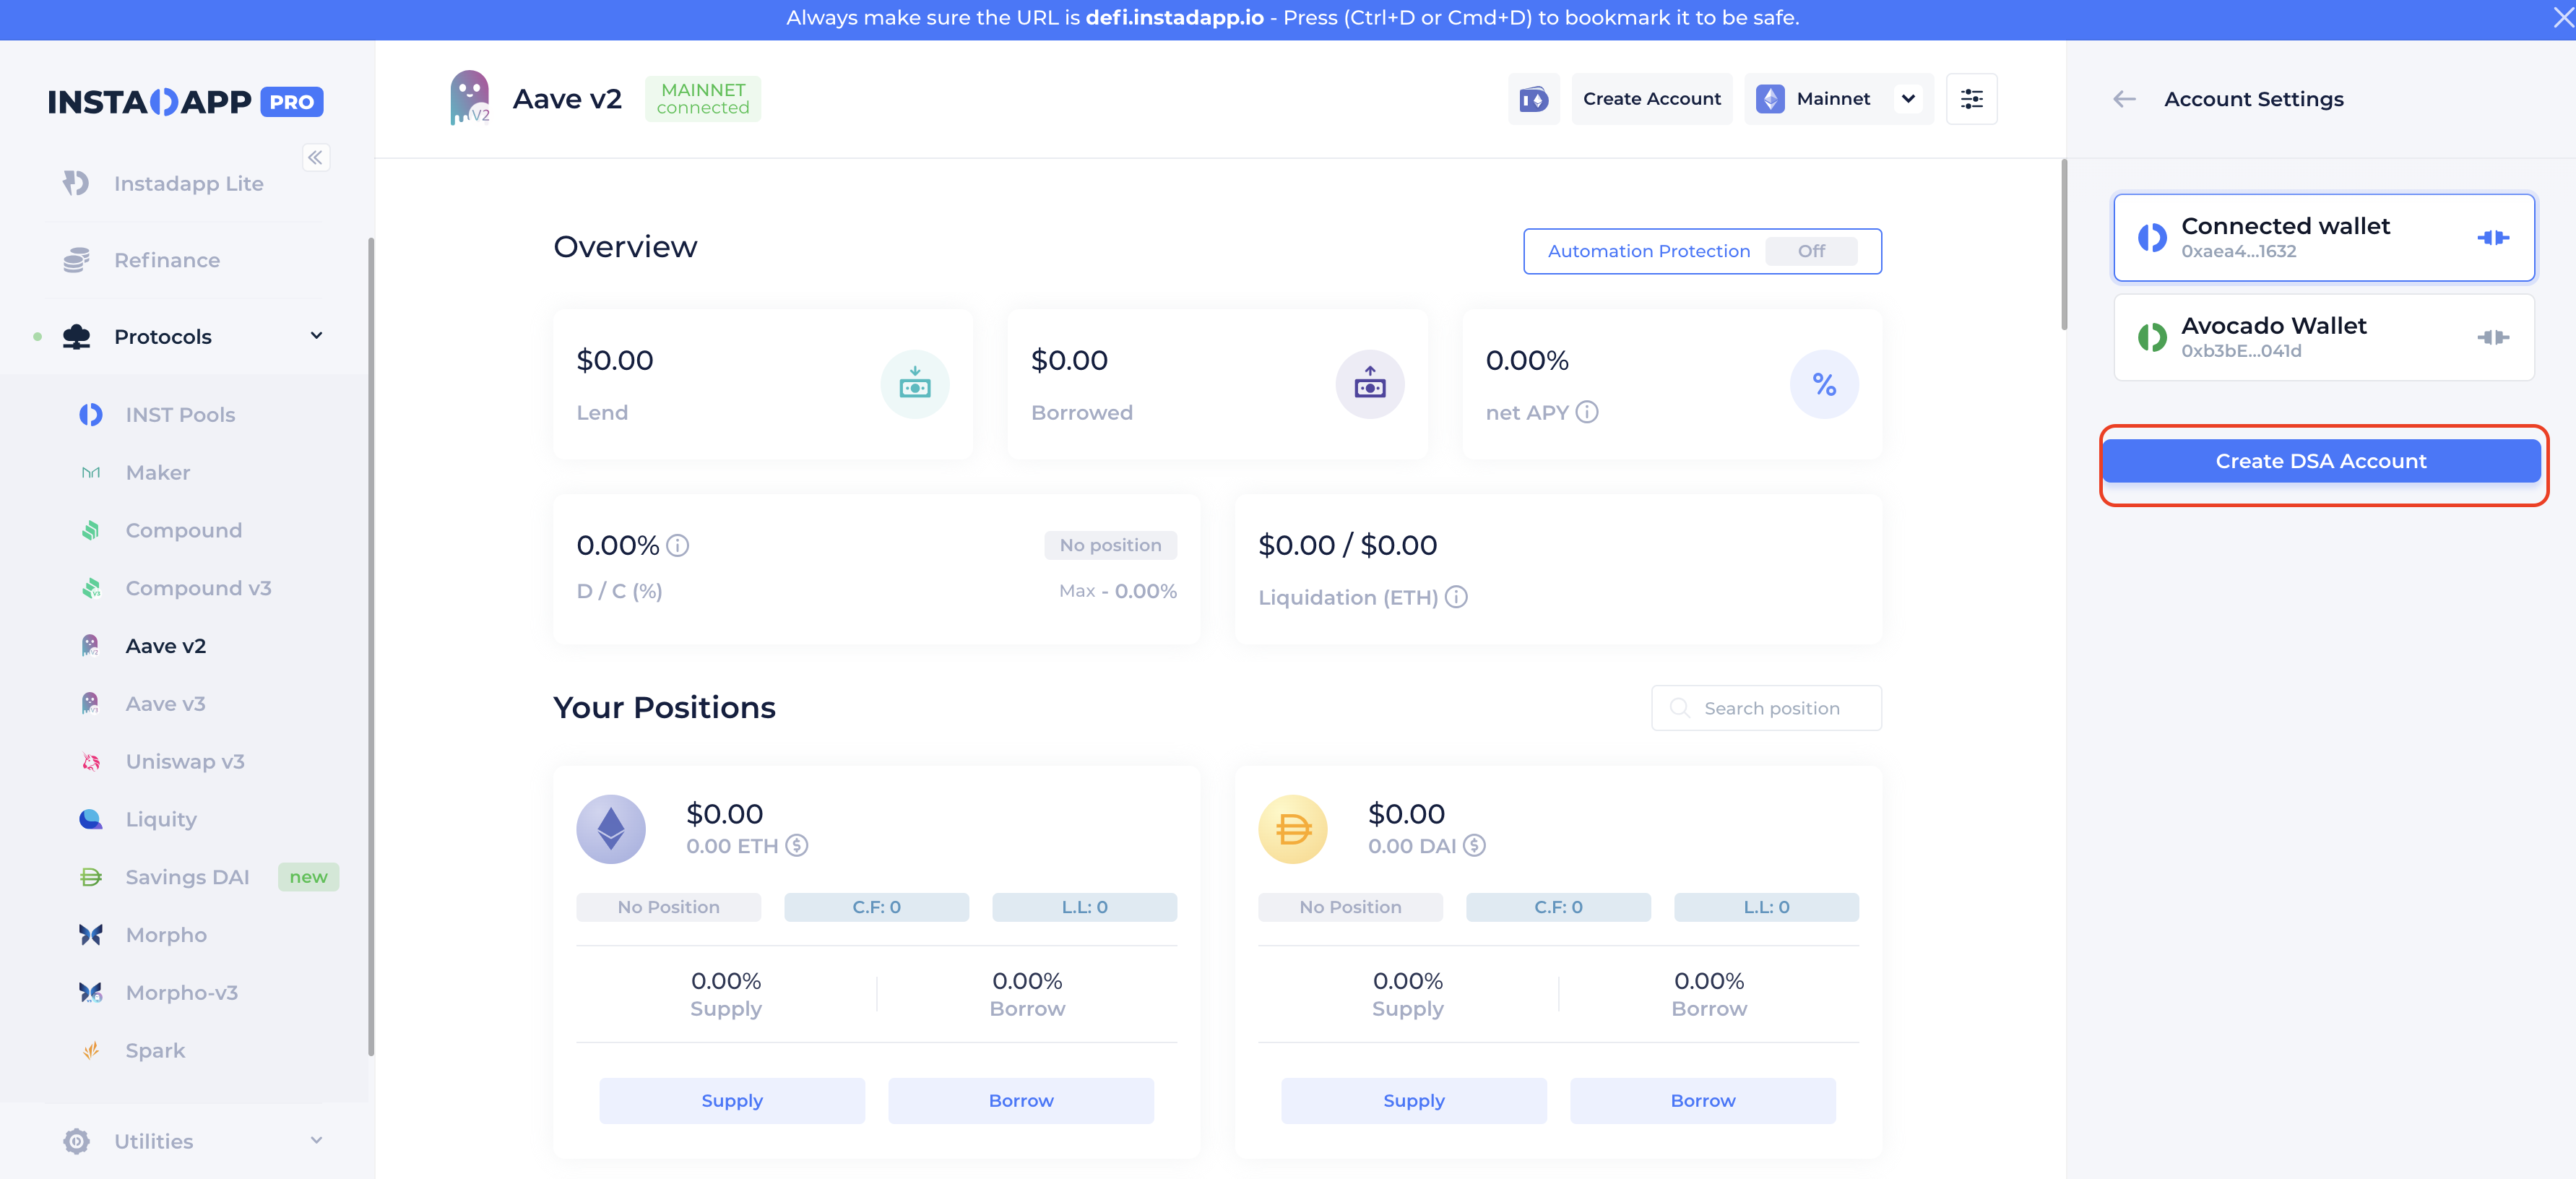 Always make sure the URL is defi.instadapp.io - Press (Ctrl+D or Cmd+D) to bookmark it to be safe.
INSTADAPP PRO
Instadapp Lite
Refinance
Protocols
INST Pools
Maker
Compound
Compound v3
Aave v2
Aave v3
Uniswap v3
Liquity
Savings DAI new
Morpho
Morpho-v3
Spark
Utilities
V2
Aave v2
MAINNET
connected
Create Account
Mainnet
Overview
Automation Protection Off
$0.00
Lend
$0.00
Borrowed
0.00%
net APY
%
0.00%
No position
D / C (%)
Max - 0.00%
$0.00 / $0.00
Liquidation (ETH)
Your Positions
Search position
$0.00
0.00 ETH
No Position
C.F: 0
L.L: 0
0.00%
Supply
0.00%
Borrow
Supply
Borrow
$0.00
0.00 DAI
No Position
C.F: 0
L.L: 0
0.00%
Supply
0.00%
Borrow
Supply
Borrow
Account Settings
Connected wallet
0xaea4...1632
Avocado Wallet
0xb3bE...041d
Create DSA Account